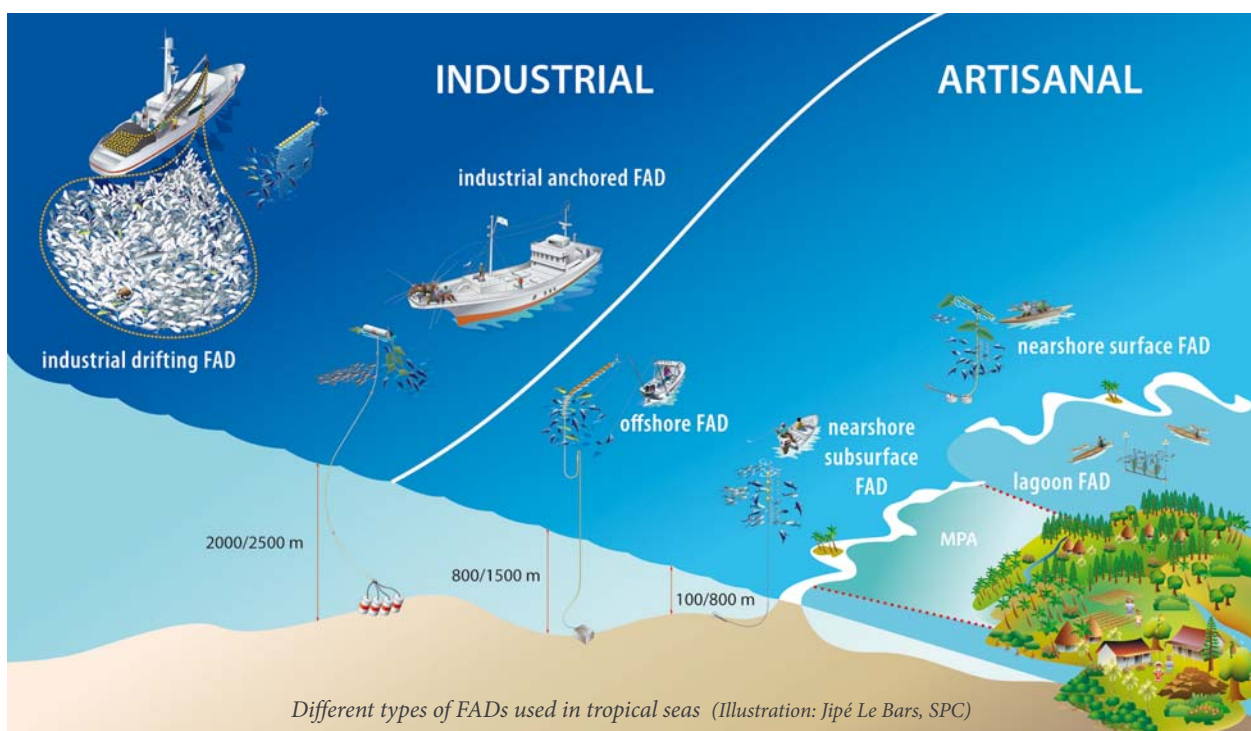 INDUSTRIAL
ARTISANAL
industrial anchored FAD
industrial drifting FAD
nearshore surface FAD
offshore FAD
nearshore
subsurface
FAD
lagoon FAD
MPA
2000/2500 m
800/1500 m
100/800 m
Different types of FADs used in tropical seas (Illustration: Jipé Le Bars, SPC)